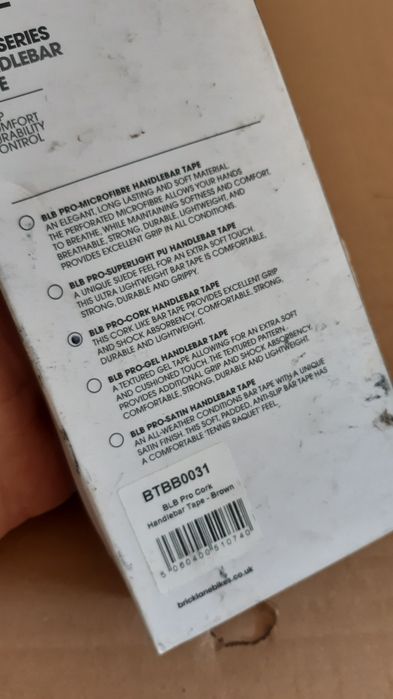 SERIES
DLEBAR
E
P
MFORT
RABILITY
ONTROL
BLB PRO-MICROFIBRE HANDLEBAR TAPE
AN ELEGANT, LONG LASTING AND SOFT MATERIAL.
THE PERFORATED MICROFIBRE ALLOWS YOUR HANDS
TO BREATHE, WHILE MAINTAINING SOFTNESS AND COMFORT.
BREATHABLE, STRONG, DURABLE, LIGHTWEIGHT, AND
PROVIDES EXCELLENT GRIP IN ALL CONDITIONS.
BLB PRO-SUPERLIGHT PU HANDLEBAR TAPE
A UNIQUE SUEDE FEEL FOR AN EXTRA SOFT TOUCH.
THIS ULTRA LIGHTWEIGHT BAR TAPE IS COMFORTABLE,
STRONG, DURABLE AND GRIPPY.
BLB PRO-CORK HANDLEBAR TAPE
THIS CORK LIKE BAR TAPE PROVIDES EXCELLENT GRIP
AND SHOCK ABSORBENCY. COMFORTABLE, STRONG,
DURABLE AND LIGHTWEIGHT.
BLB PRO-GEL HANDLEBAR TAPE
A TEXTURED GEL TAPE ALLOWING FOR AN EXTRA SOFT
AND CUSHIONED TOUCH. THE TEXTURED PATTERN
PROVIDES ADDITIONAL GRIP AND SHOCK ABSORBENCY.
COMFORTABLE, STRONG, DURABLE AND LIGHTWEIGHT.
BLB PRO-SATIN HANDLEBAR TAPE
AN ALL-WEATHER CONDITIONS BAR TAPE WITH A UNIQUE
SATIN FINISH. THIS SOFT, PADDED, ANTI-SLIP BAR TAPE HAS
A COMFORTABLE 'TENNIS RAQUET' FEEL.
BTBB0031
BLB Pro Cork
Handlebar Tape - Brown
5 060400 510740
bricklanebikes.co.uk